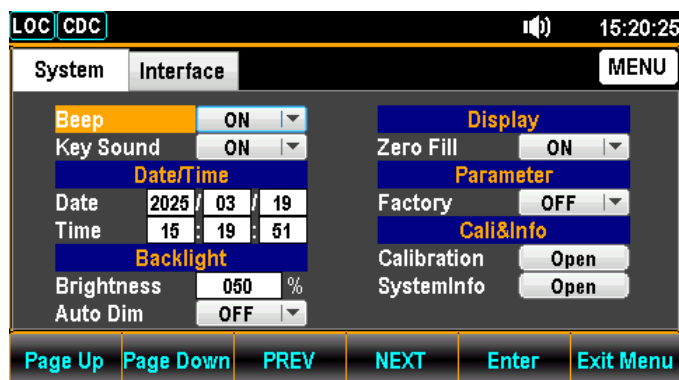 LOC CDC 15:20:25
System Interface MENU
Beep ON
Key Sound ON
Date/Time
Date 2025 / 03 / 19
Time 15 : 19 : 51
Backlight
Brightness 050 %
Auto Dim OFF
Display
Zero Fill ON
Parameter
Factory OFF
Cali&Info
Calibration Open
SystemInfo Open
Page Up Page Down PREV NEXT Enter Exit Menu